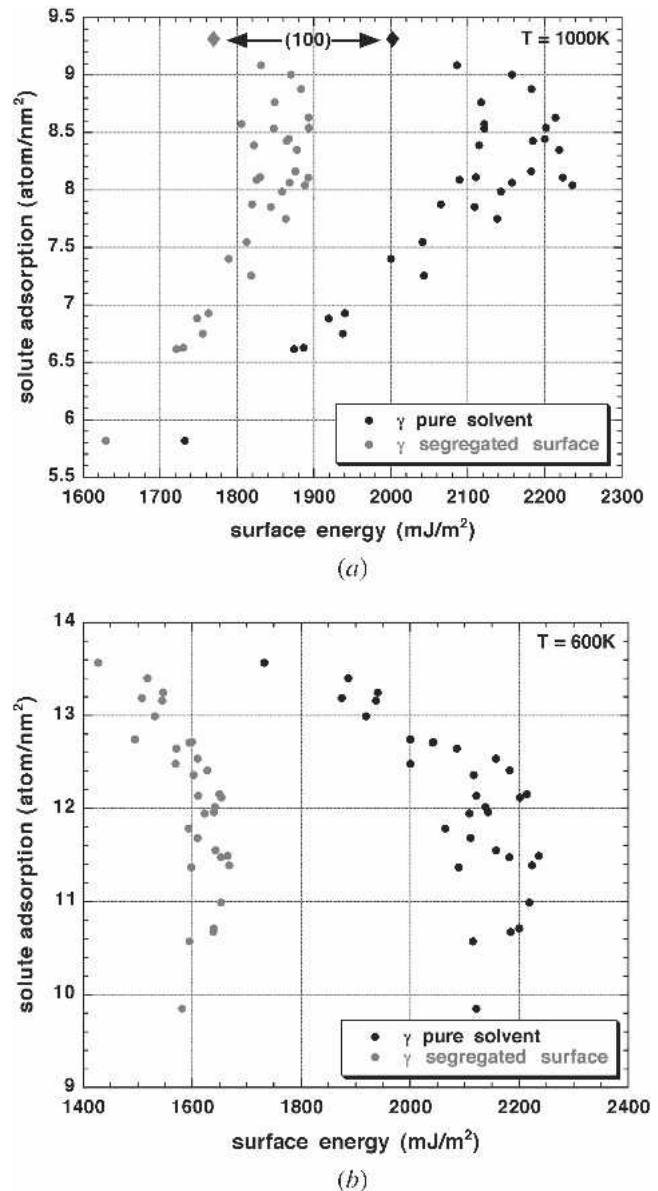 9.5
(100)
T = 1000K
9
8.5
8
7.5
7
6.5
6
5.5
solute adsorption (atom/nm²)
γ pure solvent
γ segregated surface
1600 1700 1800 1900 2000 2100 2200 2300
surface energy (mJ/m²)
(a)
14
T = 600K
13
12
11
10
9
solute adsorption (atom/nm²)
γ pure solvent
γ segregated surface
1400 1600 1800 2000 2200 2400
surface energy (mJ/m²)
(b)